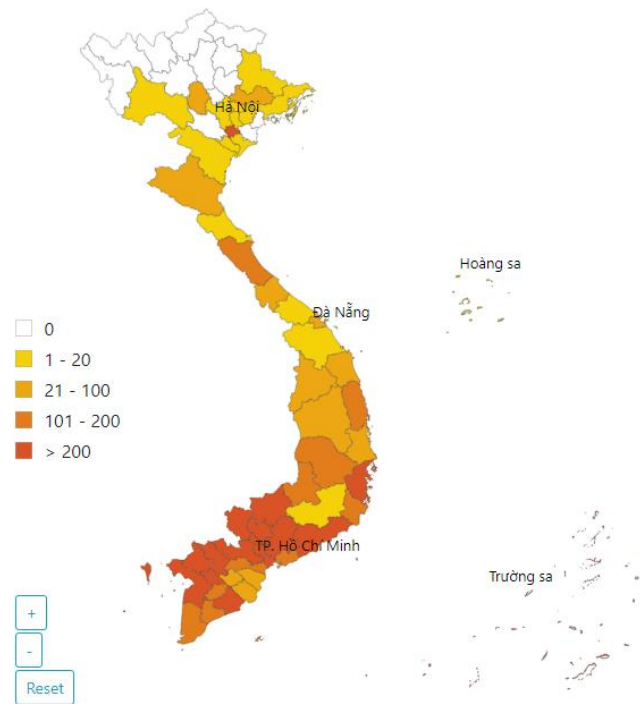 Hà Nội
Hoàng sa
Đà Nẵng
0
1 - 20
21 - 100
101 - 200
> 200
TP. Hồ Chí Minh
Trường sa
+
-
Reset